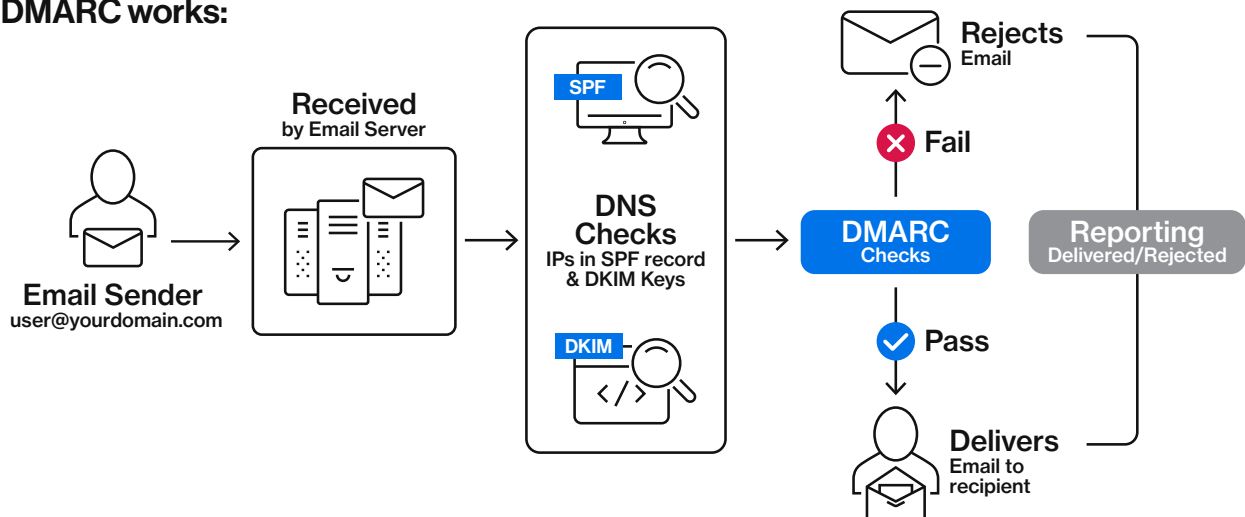 DMARC works:
Email Sender
user@yourdomain.com
Received
by Email Server
SPF
DNS
Checks
IPs in SPF record
& DKIM Keys
DKIM
</>
DMARC
Checks
Fail
Rejects
Email
Pass
Delivers
Email to
recipient
Reporting
Delivered/Rejected